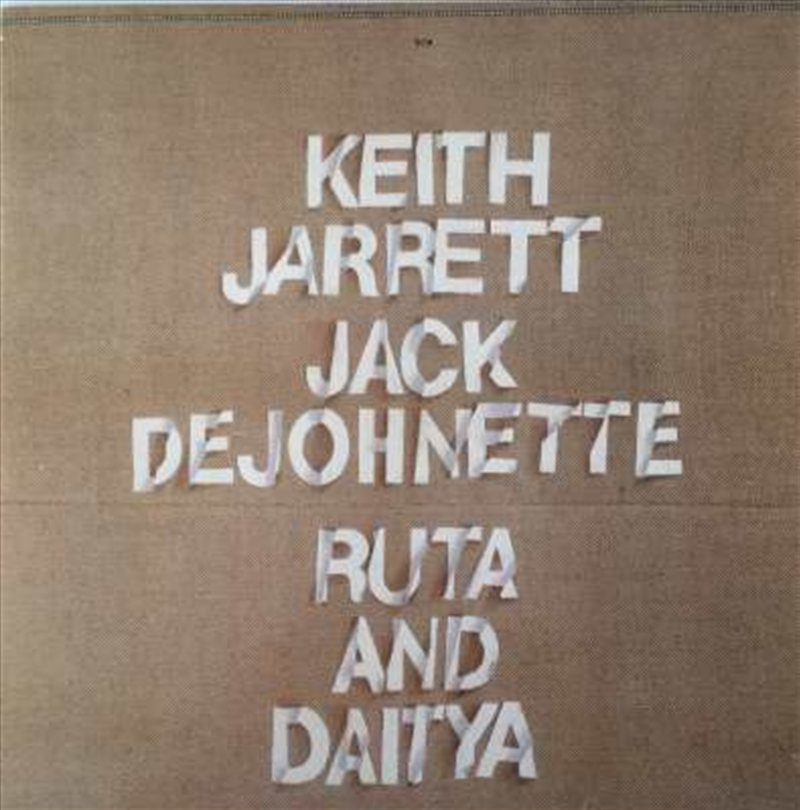 KEITH
JARRETT
JACK
DEJOHNETTE
RUTA
AND
DAITYA